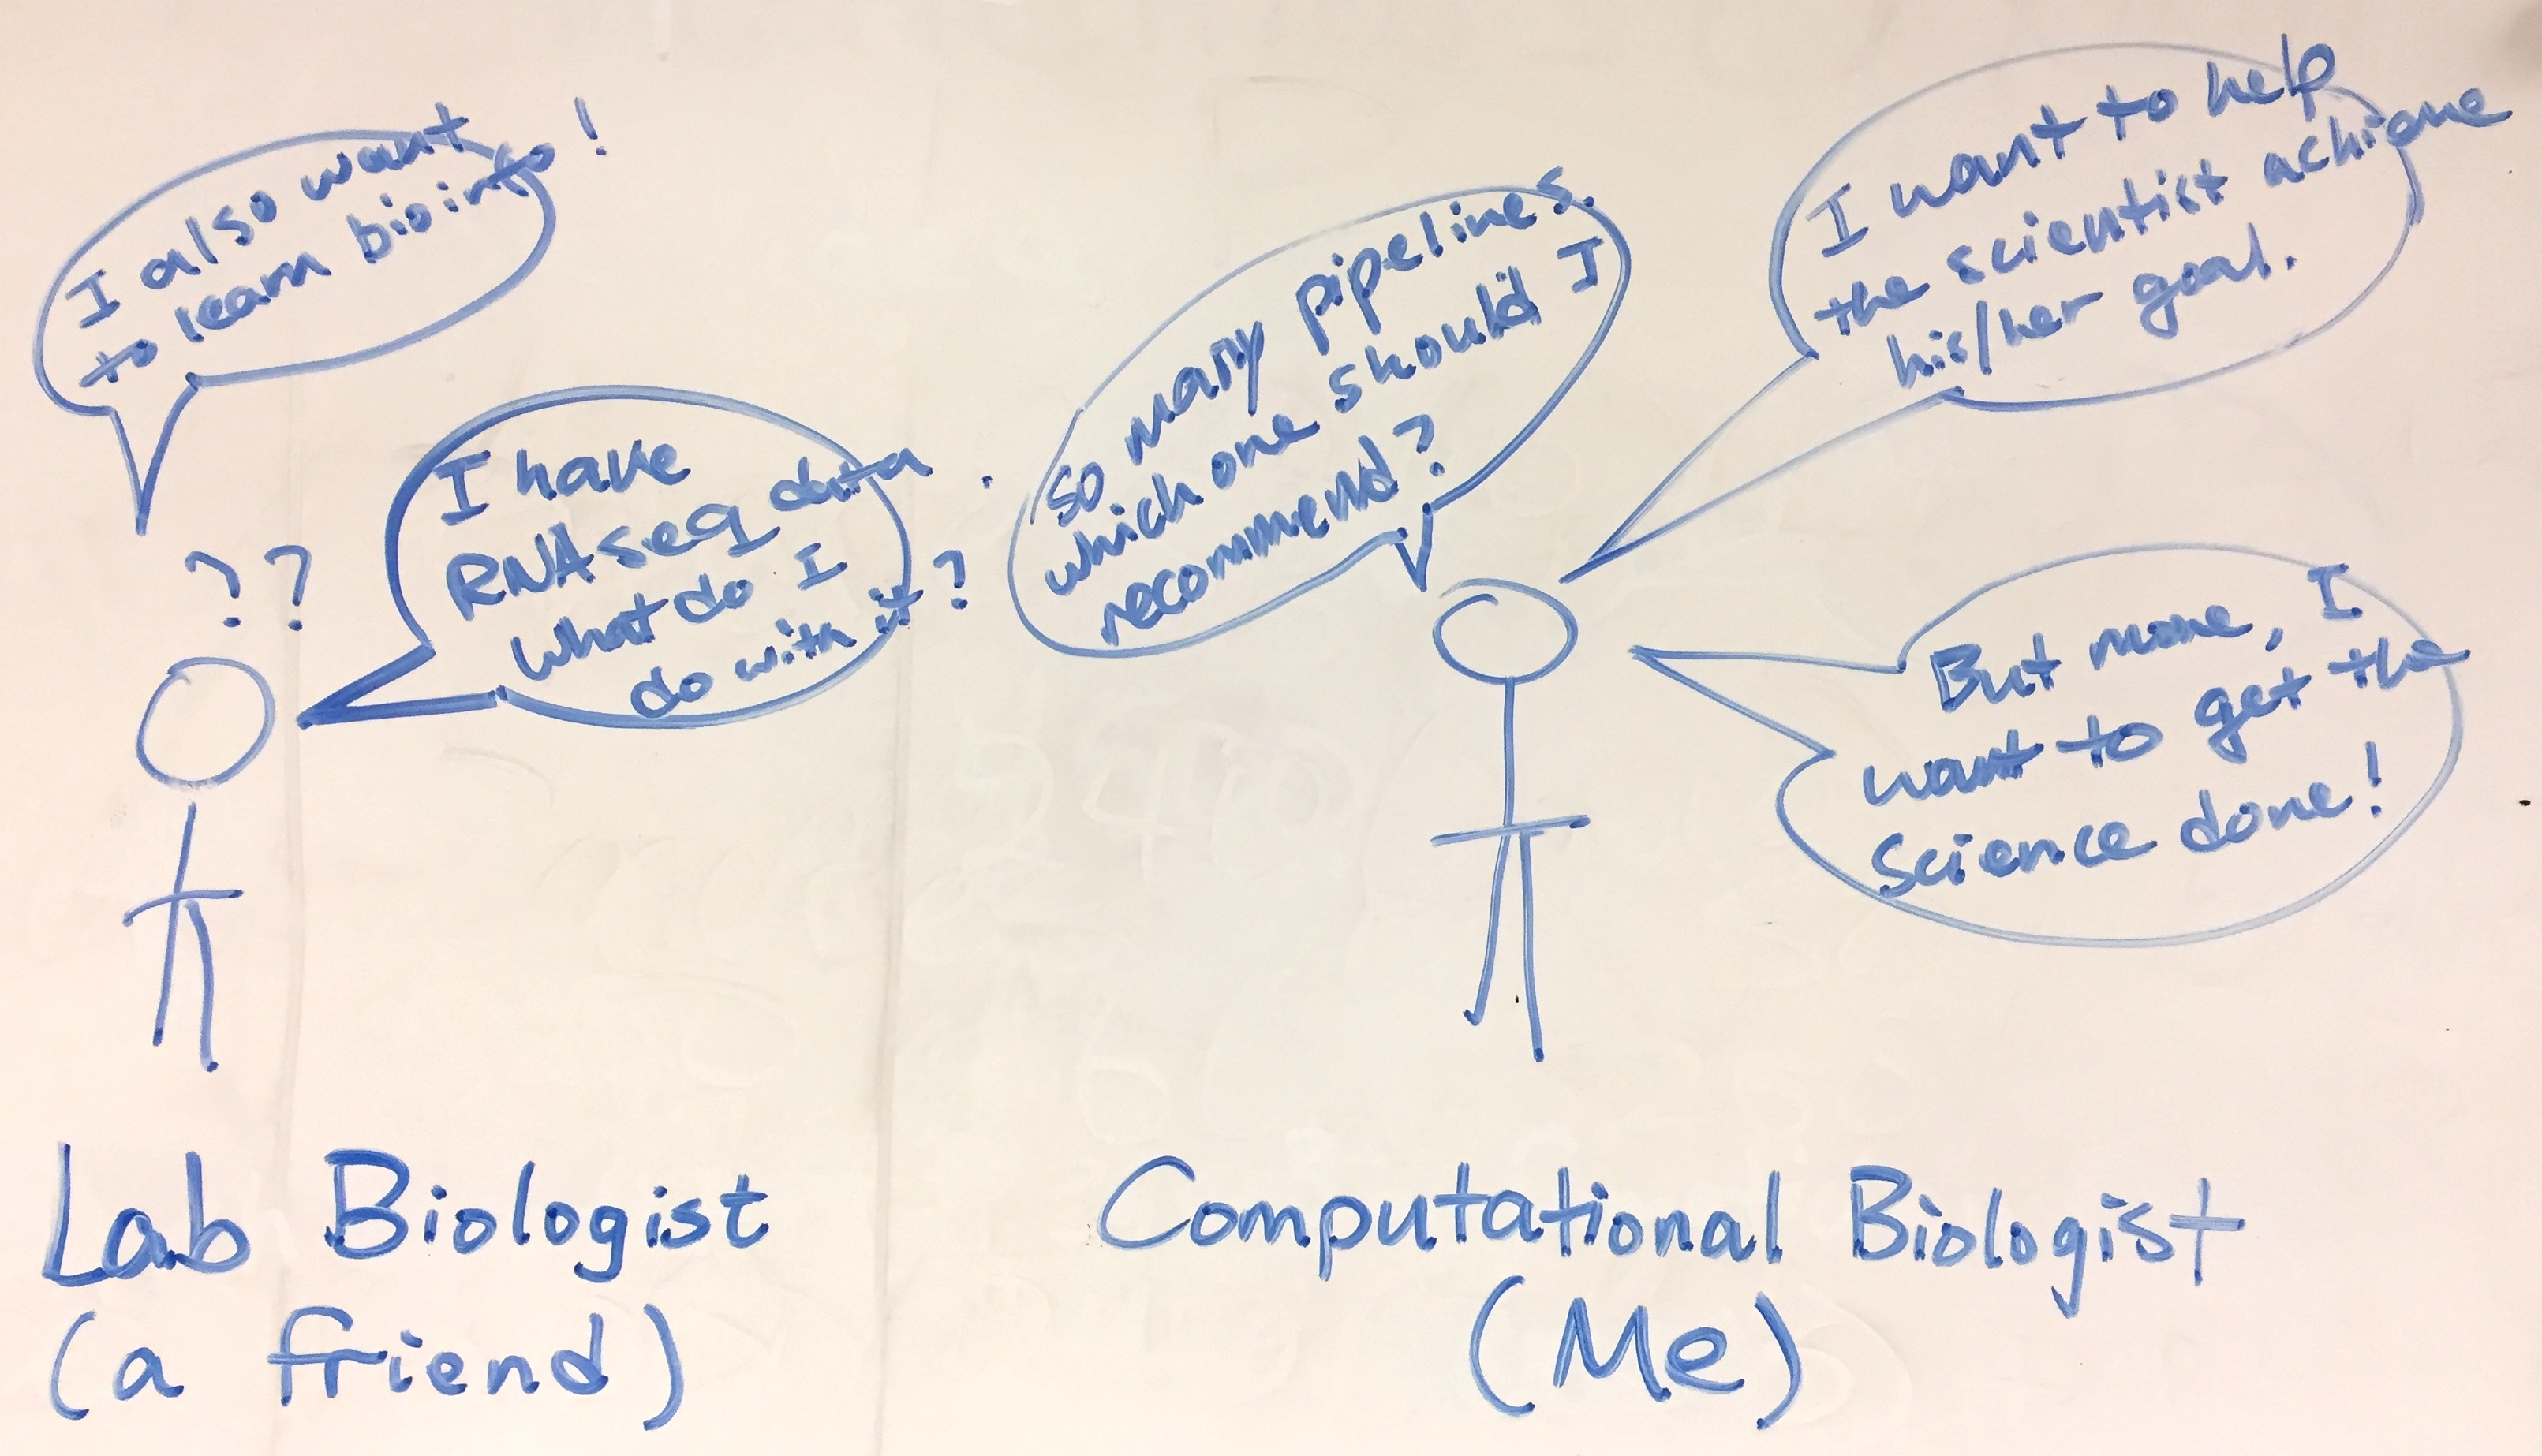 I also want
to learn bioinfo!
??
I have
RNAseq data.
What do I
do with it?
Lab Biologist
(a friend)
So many pipelines.
which one should I
recommend?
I want to help
the scientist achieve
his/her goal.
But more, I
want to get the
Science done!
Computational Biologist
(Me)